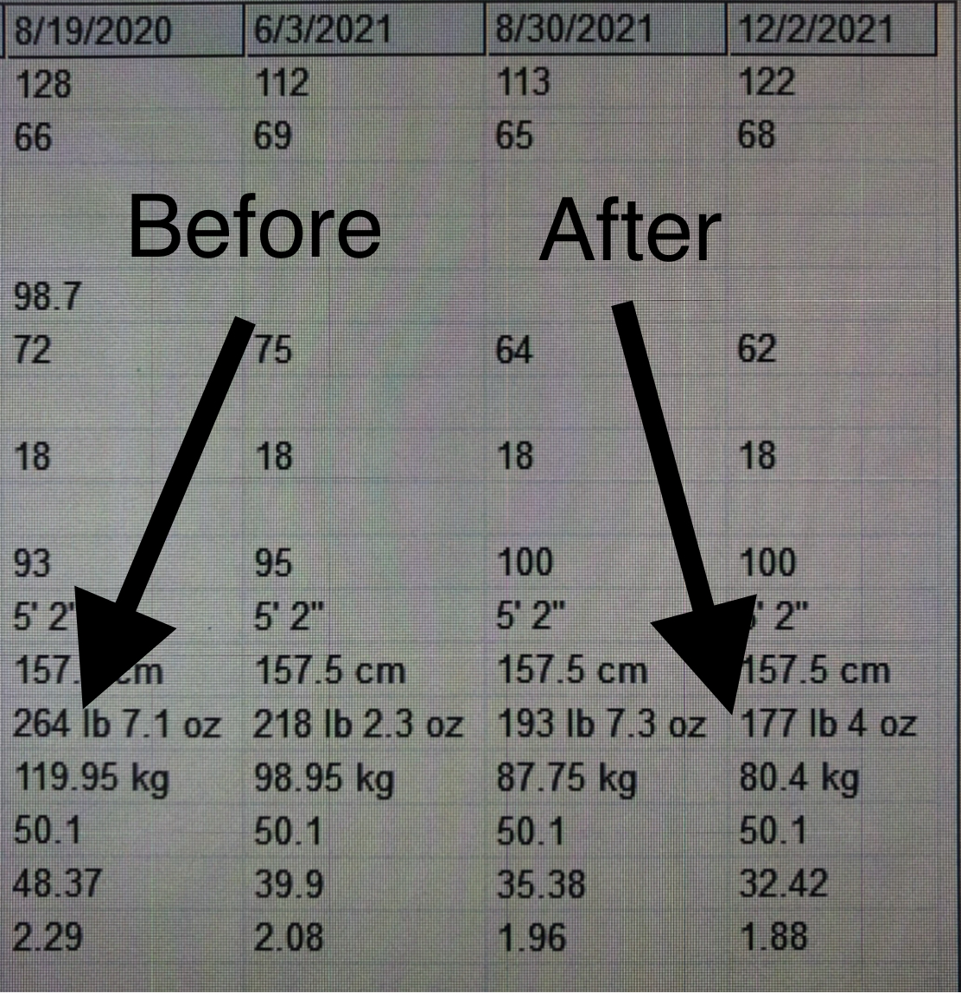 8/19/2020 6/3/2021 8/30/2021 12/2/2021
128 112 113 122
66 69 65 68
Before After
98.7
72 75 64 62
18 18 18 18
93 95 100 100
5' 2" 5' 2" 5' 2" 2"
157. cm 157.5 cm 157.5 cm 157.5 cm
264 lb 7.1 oz 218 lb 2.3 oz 193 lb 7.3 oz 177 lb 4 oz
119.95 kg 98.95 kg 87.75 kg 80.4 kg
50.1 50.1 50.1 50.1
48.37 39.9 35.38 32.42
2.29 2.08 1.96 1.88